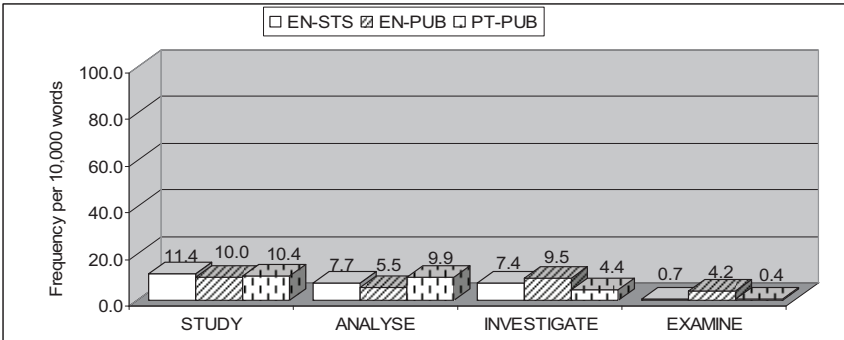 EN-STS EN-PUB PT-PUB
Frequency per 10,000 words
100.0
80.0
60.0
40.0
20.0
0.0
11.4 10.0 10.4 7.7 5.5 9.9 7.4 9.5 4.4 0.7 4.2 0.4
STUDY ANALYSE INVESTIGATE EXAMINE